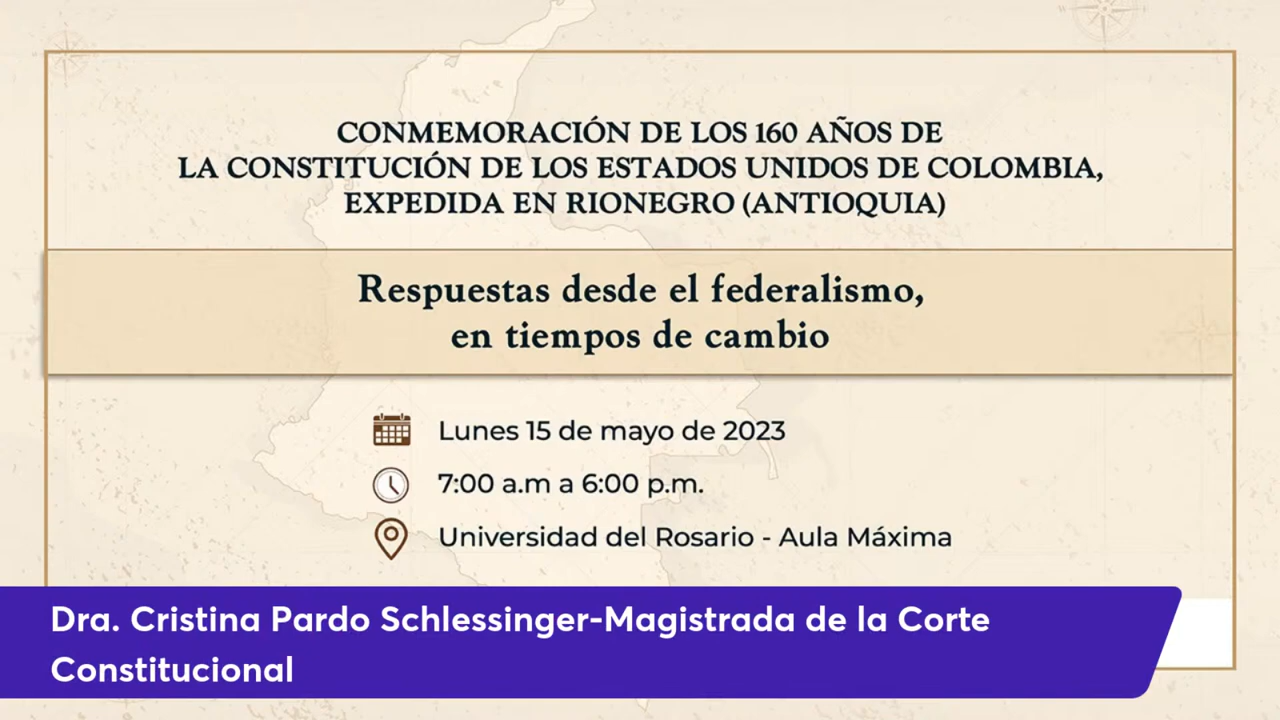 CONMEMORACIÓN DE LOS 160 AÑOS DE
LA CONSTITUCIÓN DE LOS ESTADOS UNIDOS DE COLOMBIA,
EXPEDIDA EN RIONEGRO (ANTIOQUIA)
Respuestas desde el federalismo,
en tiempos de cambio
Lunes 15 de mayo de 2023
7:00 a.m a 6:00 p.m.
Universidad del Rosario - Aula Máxima
Dra. Cristina Pardo Schlessinger-Magistrada de la Corte
Constitucional